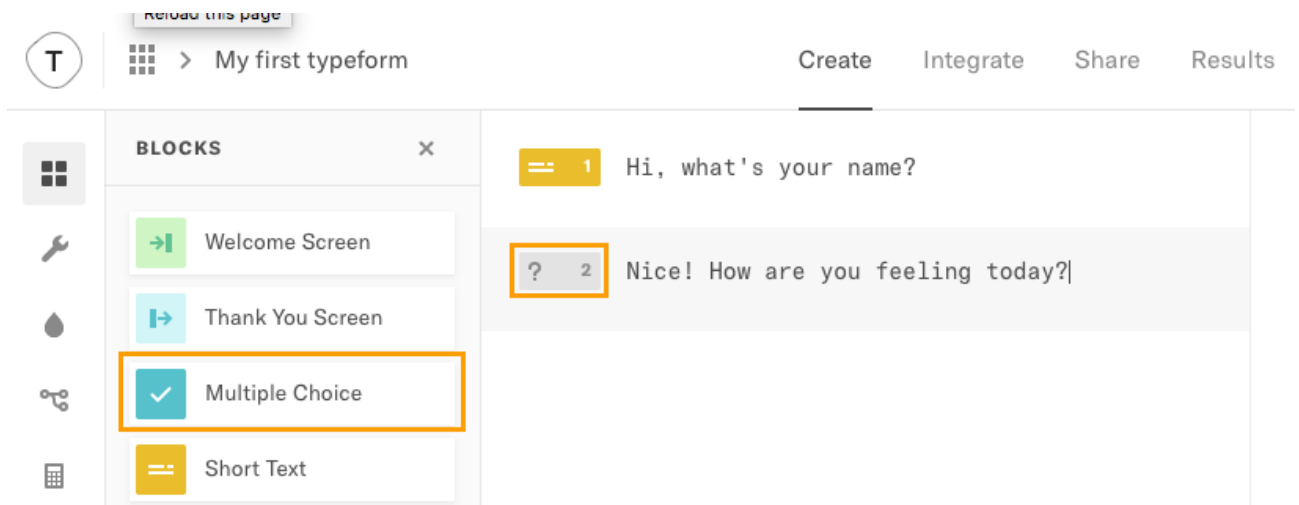 Reload this page
T > My first typeform Create Integrate Share Results
BLOCKS ×
1 Hi, what's your name?
Welcome Screen
? 2 Nice! How are you feeling today?
Thank You Screen
Multiple Choice
Short Text